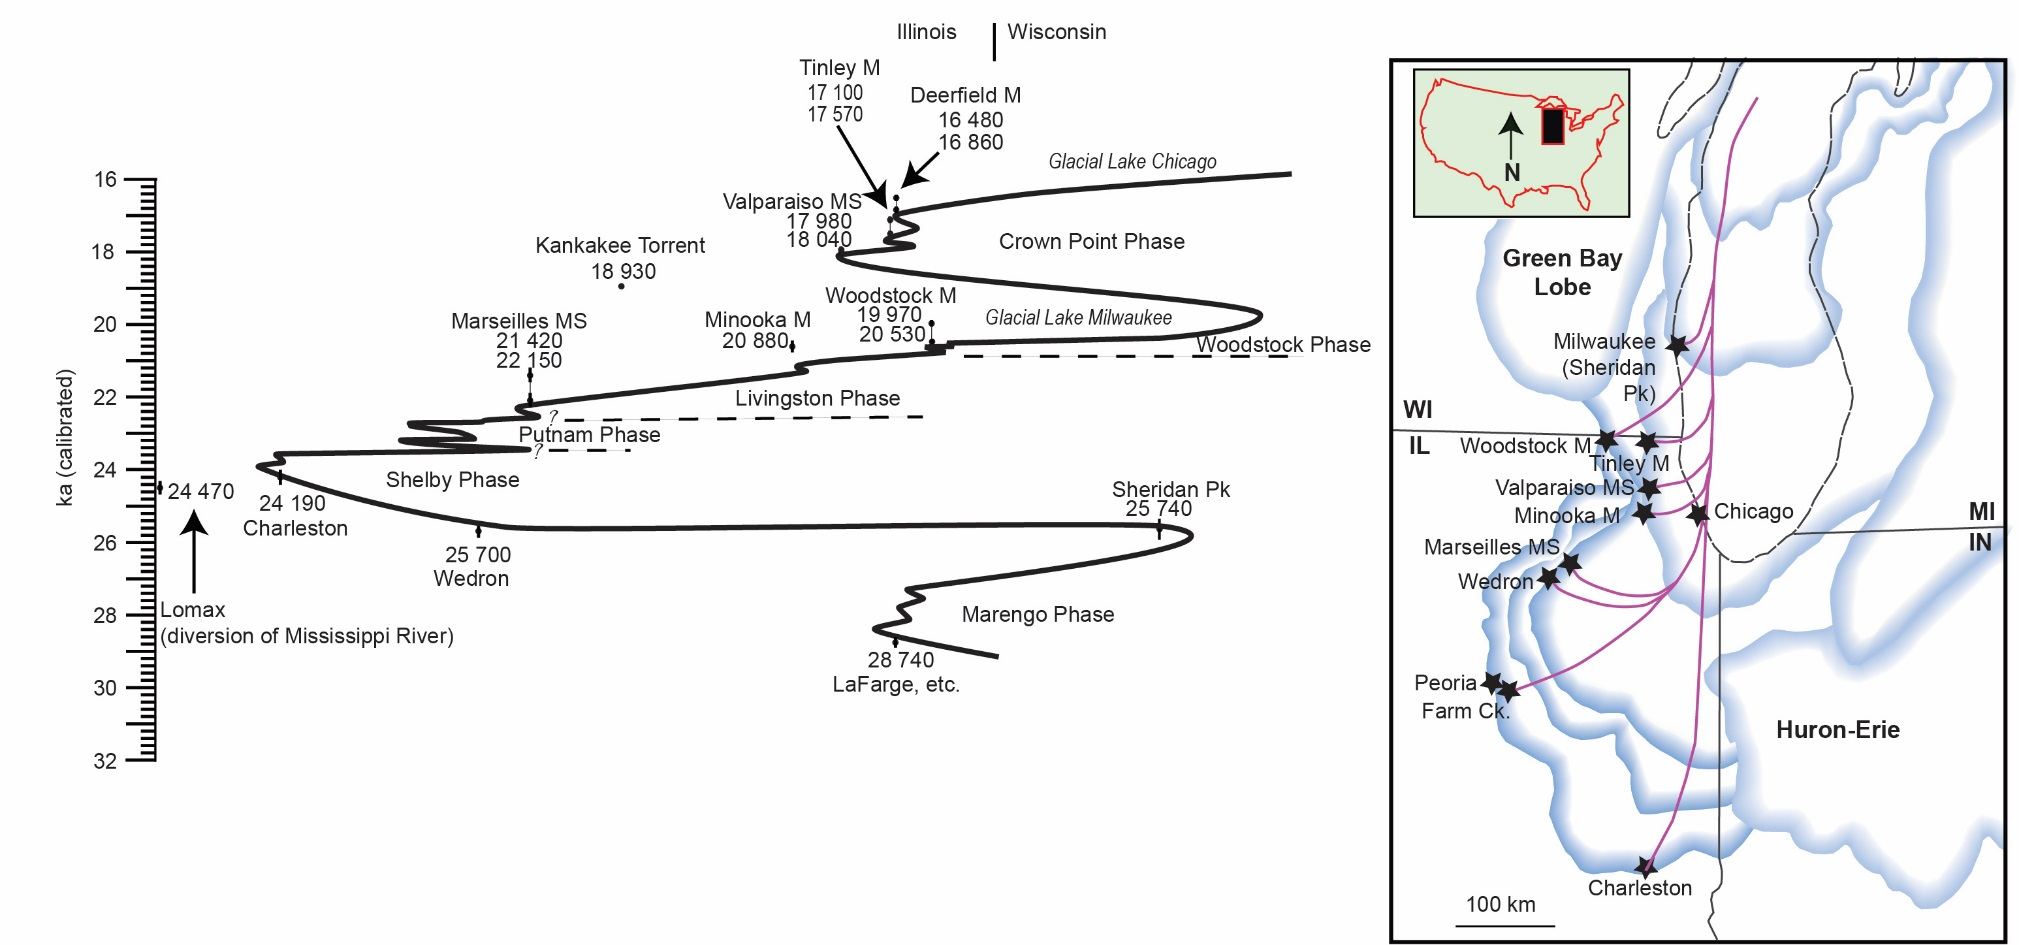 Illinois
Wisconsin
Tinley M
17 100
17 570
Deerfield M
16 480
16 860
Glacial Lake Chicago
Valparaiso MS
17 980
18 040
Crown Point Phase
Kankakee Torrent
18 930
Woodstock M
19 970
20 530
Glacial Lake Milwaukee
Woodstock Phase
Marseilles MS
21 420
22 150
Minooka M
20 880
Livingston Phase
?
Putnam Phase
?
Shelby Phase
24 470
24 190
Charleston
Sheridan Pk
25 740
25 700
Wedron
Lomax
(diversion of Mississippi River)
Marengo Phase
28 740
LaFarge, etc.
ka (calibrated)
16
18
20
22
24
26
28
30
32
N
Green Bay
Lobe
Milwaukee
(Sheridan
Pk)
WI
IL
Woodstock M
Tinley M
Valparaiso MS
Minooka M
Chicago
MI
IN
Marseilles MS
Wedron
Peoria
Farm Ck.
Huron-Erie
Charleston
100 km